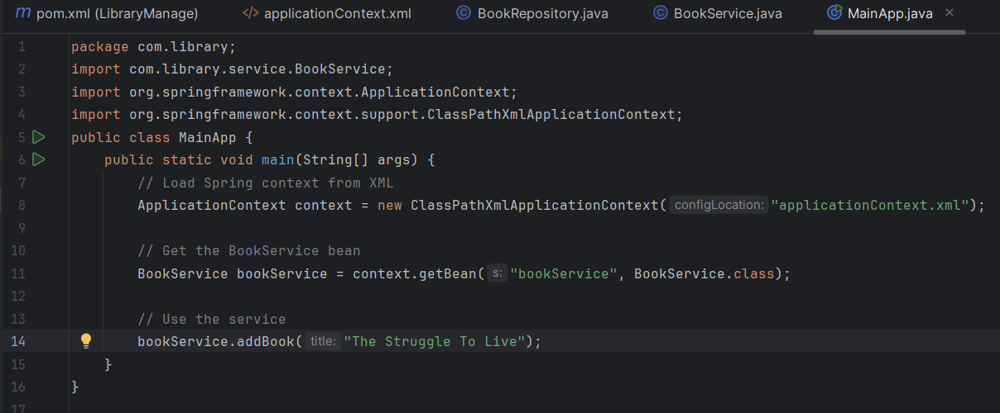 pom.xml (LibraryManage) </> applicationContext.xml BookRepository.java BookService.java MainApp.java
1 package com.library;
2 import com.library.service.BookService;
3 import org.springframework.context.ApplicationContext;
4 import org.springframework.context.support.ClassPathXmlApplicationContext;
5 public class MainApp {
6 public static void main(String[] args) {
7 // Load Spring context from XML
8 ApplicationContext context = new ClassPathXmlApplicationContext( configLocation: "applicationContext.xml");
9
10 // Get the BookService bean
11 BookService bookService = context.getBean( s: "bookService", BookService.class);
12
13 // Use the service
14 bookService.addBook( title: "The Struggle To Live");
15 }
16 }
17